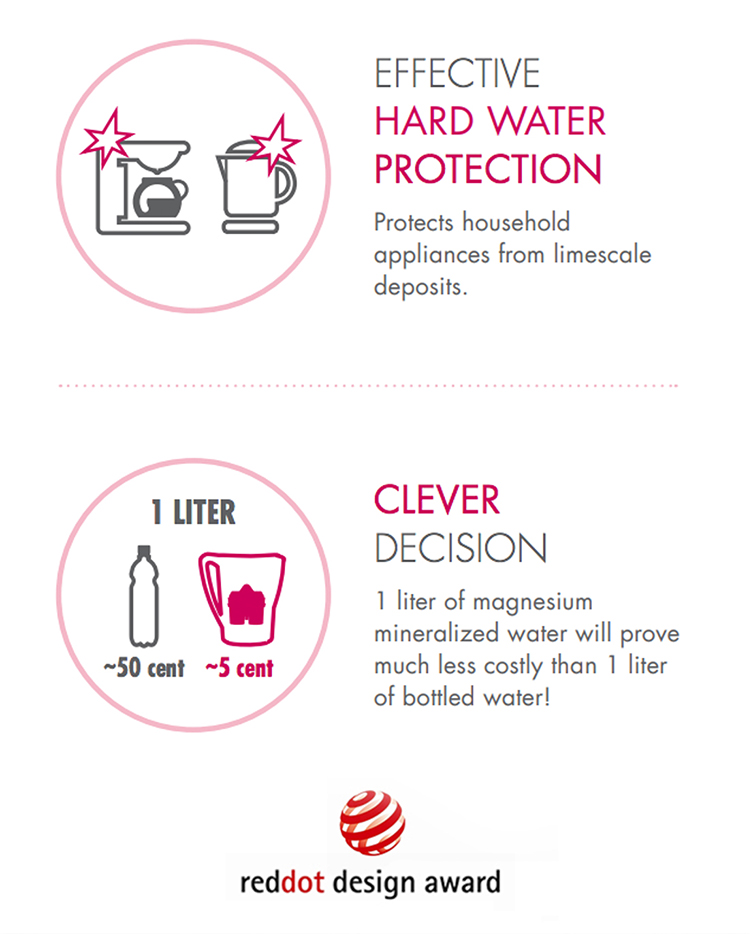 EFFECTIVE
HARD WATER
PROTECTION
Protects household
appliances from limescale
deposits.
1 LITER
~50 cent ~5 cent
CLEVER
DECISION
1 liter of magnesium
mineralized water will prove
much less costly than 1 liter
of bottled water!
reddot design award